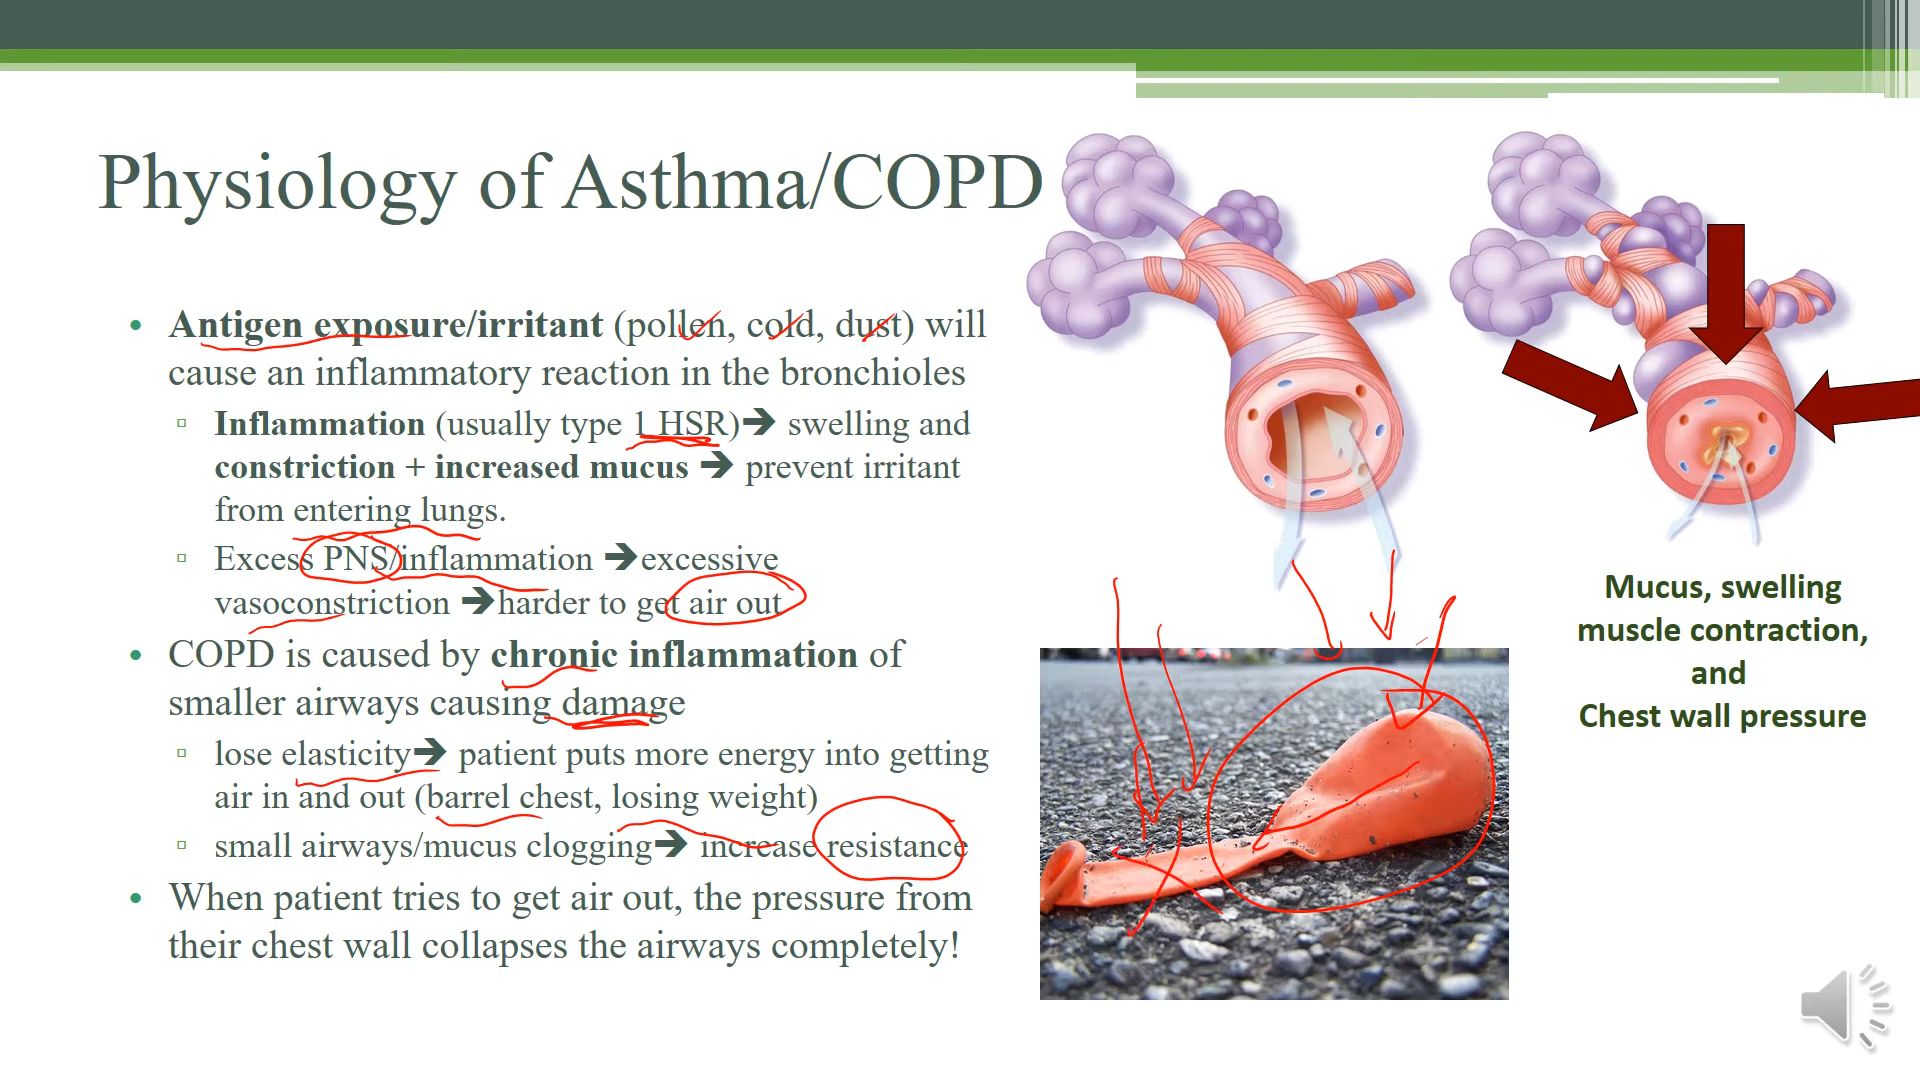 Physiology of Asthma/COPD
• Antigen exposure/irritant (pollen, cold, dust) will
cause an inflammatory reaction in the bronchioles
▫ Inflammation (usually type 1 HSR)➔ swelling and
constriction + increased mucus ➔ prevent irritant
from entering lungs.
▫ Excess PNS/inflammation ➔excessive
vasoconstriction ➔harder to get air out
• COPD is caused by chronic inflammation of
smaller airways causing damage
▫ lose elasticity➔ patient puts more energy into getting
air in and out (barrel chest, losing weight)
▫ small airways/mucus clogging➔ increase resistance
• When patient tries to get air out, the pressure from
their chest wall collapses the airways completely!
Mucus, swelling
muscle contraction,
and
Chest wall pressure